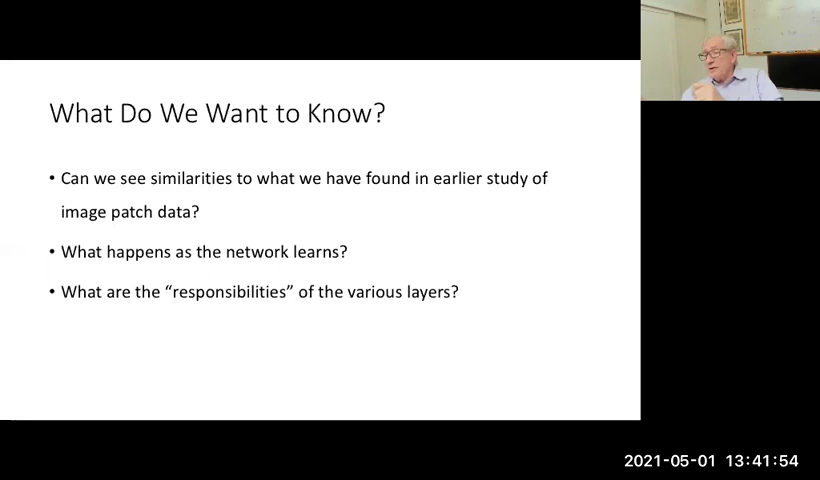 What Do We Want to Know?
• Can we see similarities to what we have found in earlier study of
image patch data?
• What happens as the network learns?
• What are the “responsibilities” of the various layers?
2021-05-01 13:41:54